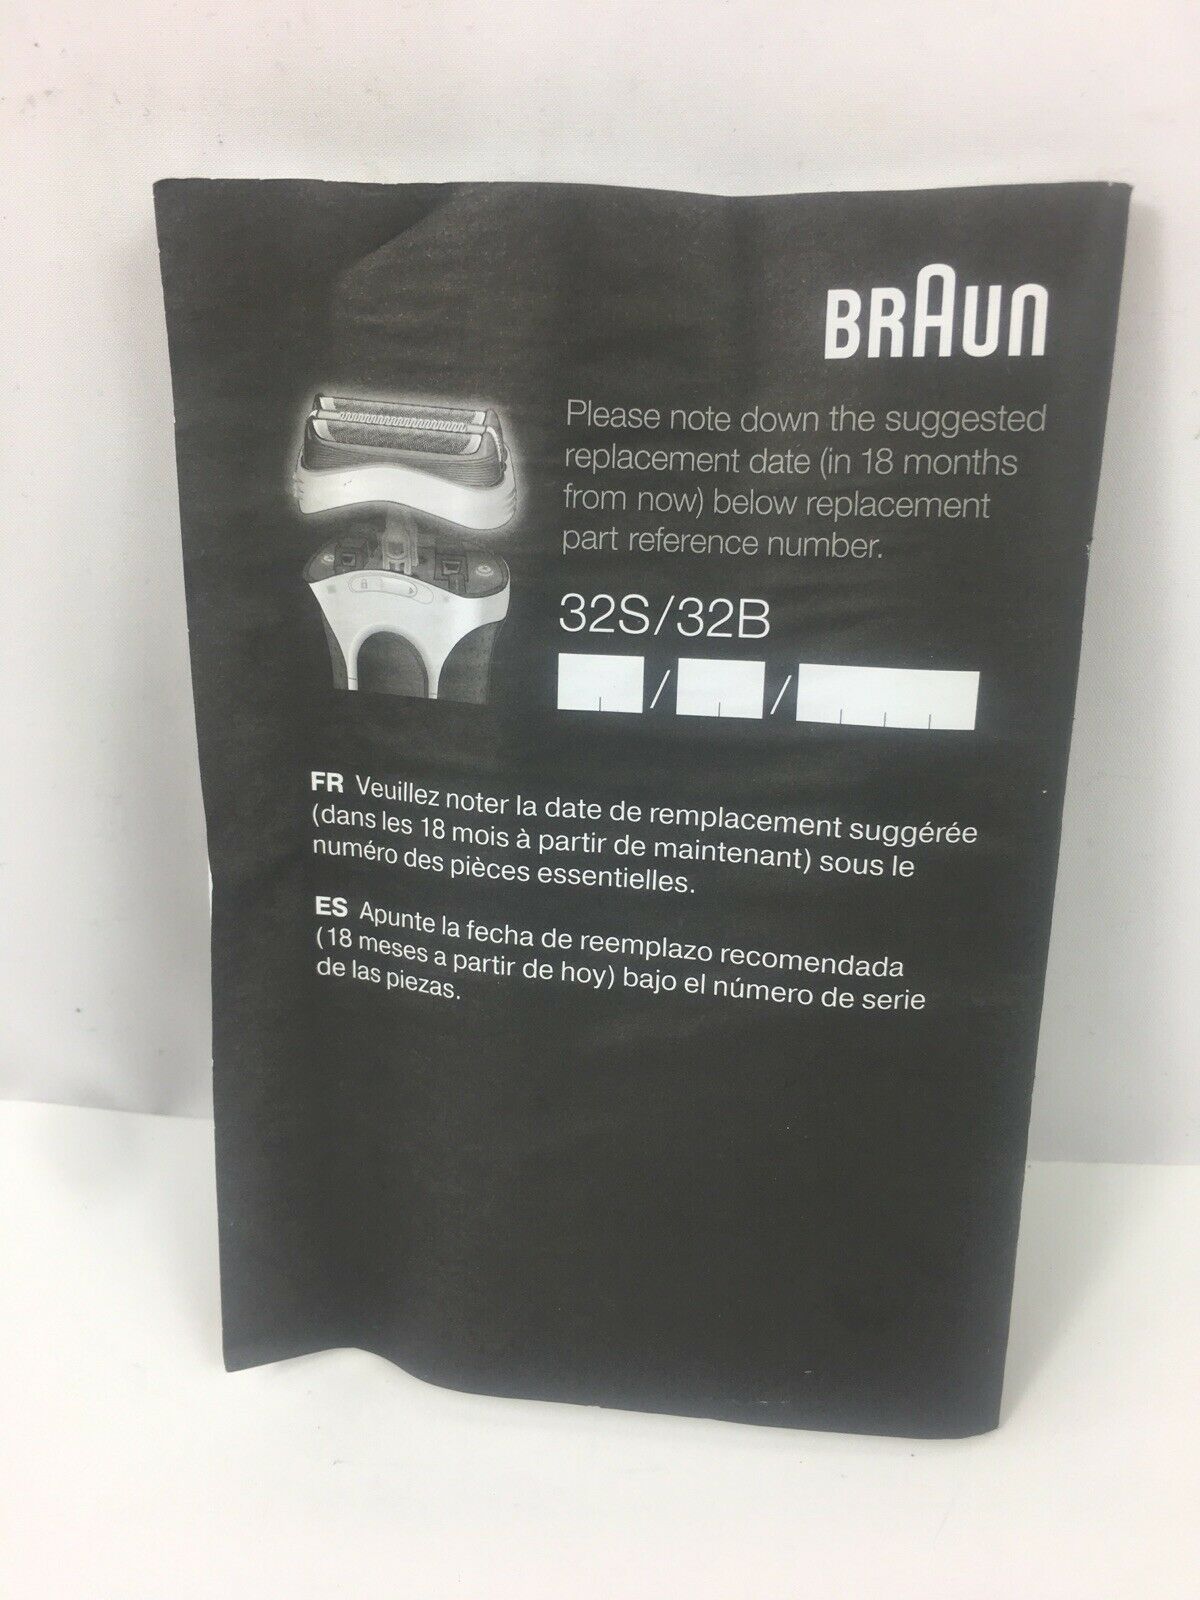 BRAUN
Please note down the suggested
replacement date (in 18 months
from now) below replacement
part reference number.
32S/32B
/ /
FR Veuillez noter la date de remplacement suggérée
(dans les 18 mois à partir de maintenant) sous le
numéro des pièces essentielles.
ES Apunte la fecha de reemplazo recomendada
(18 meses a partir de hoy) bajo el número de serie
de las piezas.